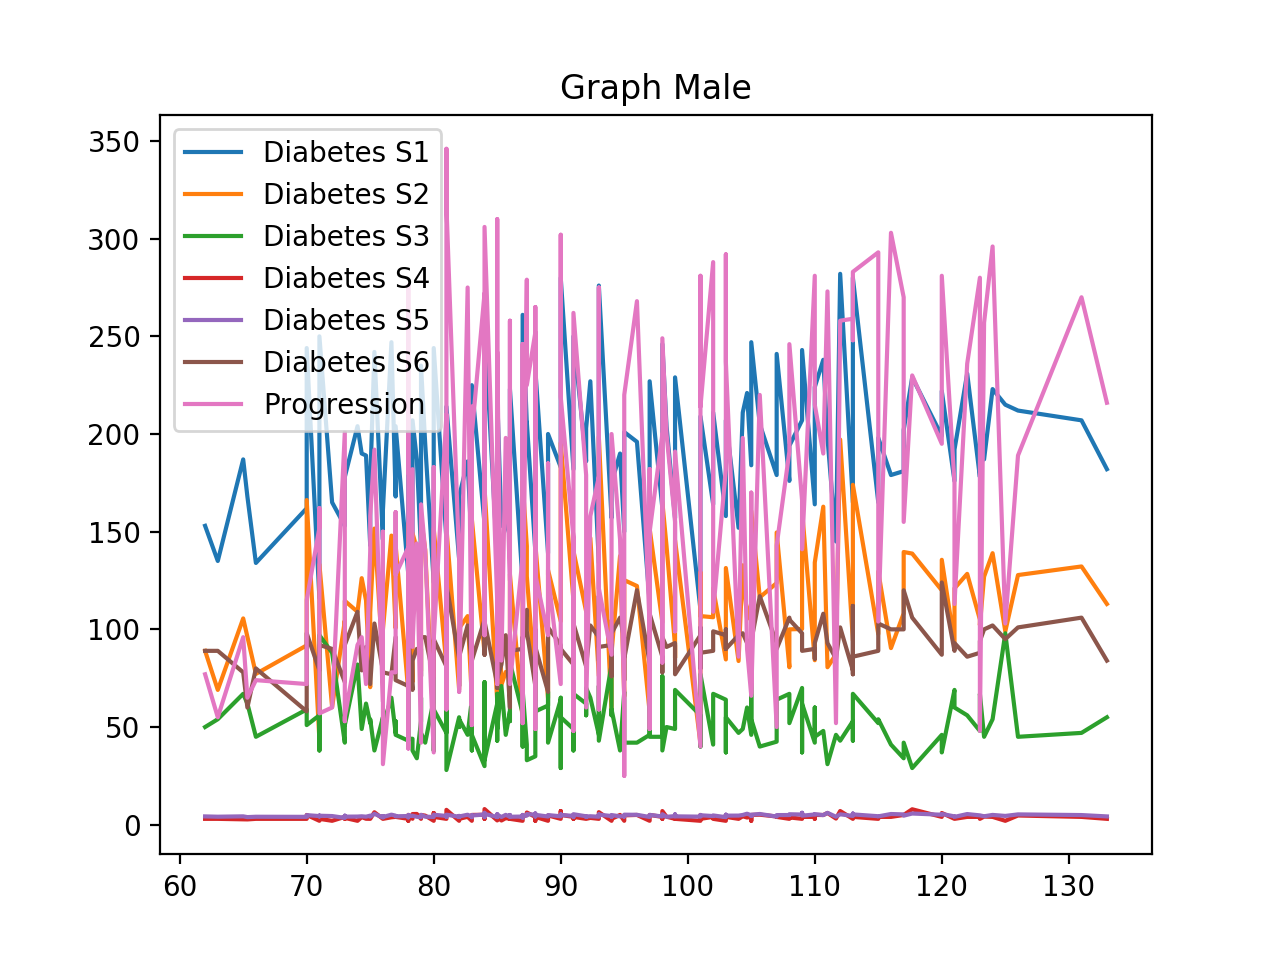 Graph Male
350
300
250
200
150
100
50
0
Diabetes S1
Diabetes S2
Diabetes S3
Diabetes S4
Diabetes S5
Diabetes S6
Progression
60 70 80 90 100 110 120 130